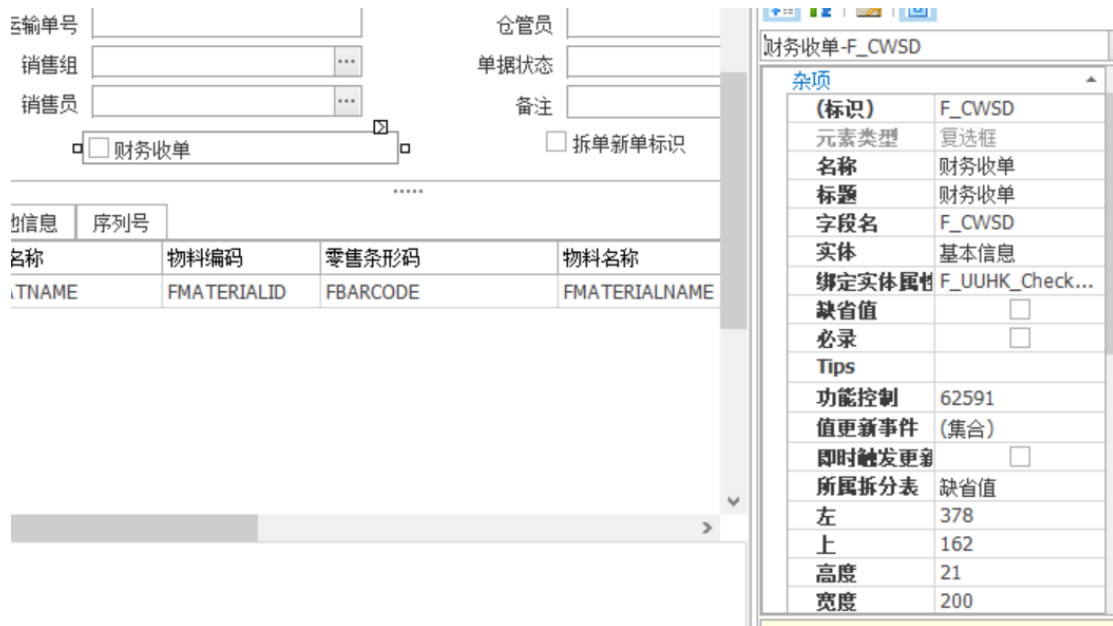 运输单号
仓管员
销售组
单据状态
销售员
备注
财务收单
拆单新单标识
信息 序列号
名称 物料编码 零售条形码 物料名称
ATNAME FMATERIALID FBARCODE FMATERIALNAME
财务收单-F_CWSD
杂项
(标识) F_CWSD
元素类型 复选框
名称 财务收单
标题 财务收单
字段名 F_CWSD
实体 基本信息
绑定实体属性 F_UUHK_Check...
缺省值
必录
Tips
功能控制 62591
值更新事件 (集合)
即时触发更新
所属拆分表 缺省值
左 378
上 162
高度 21
宽度 200